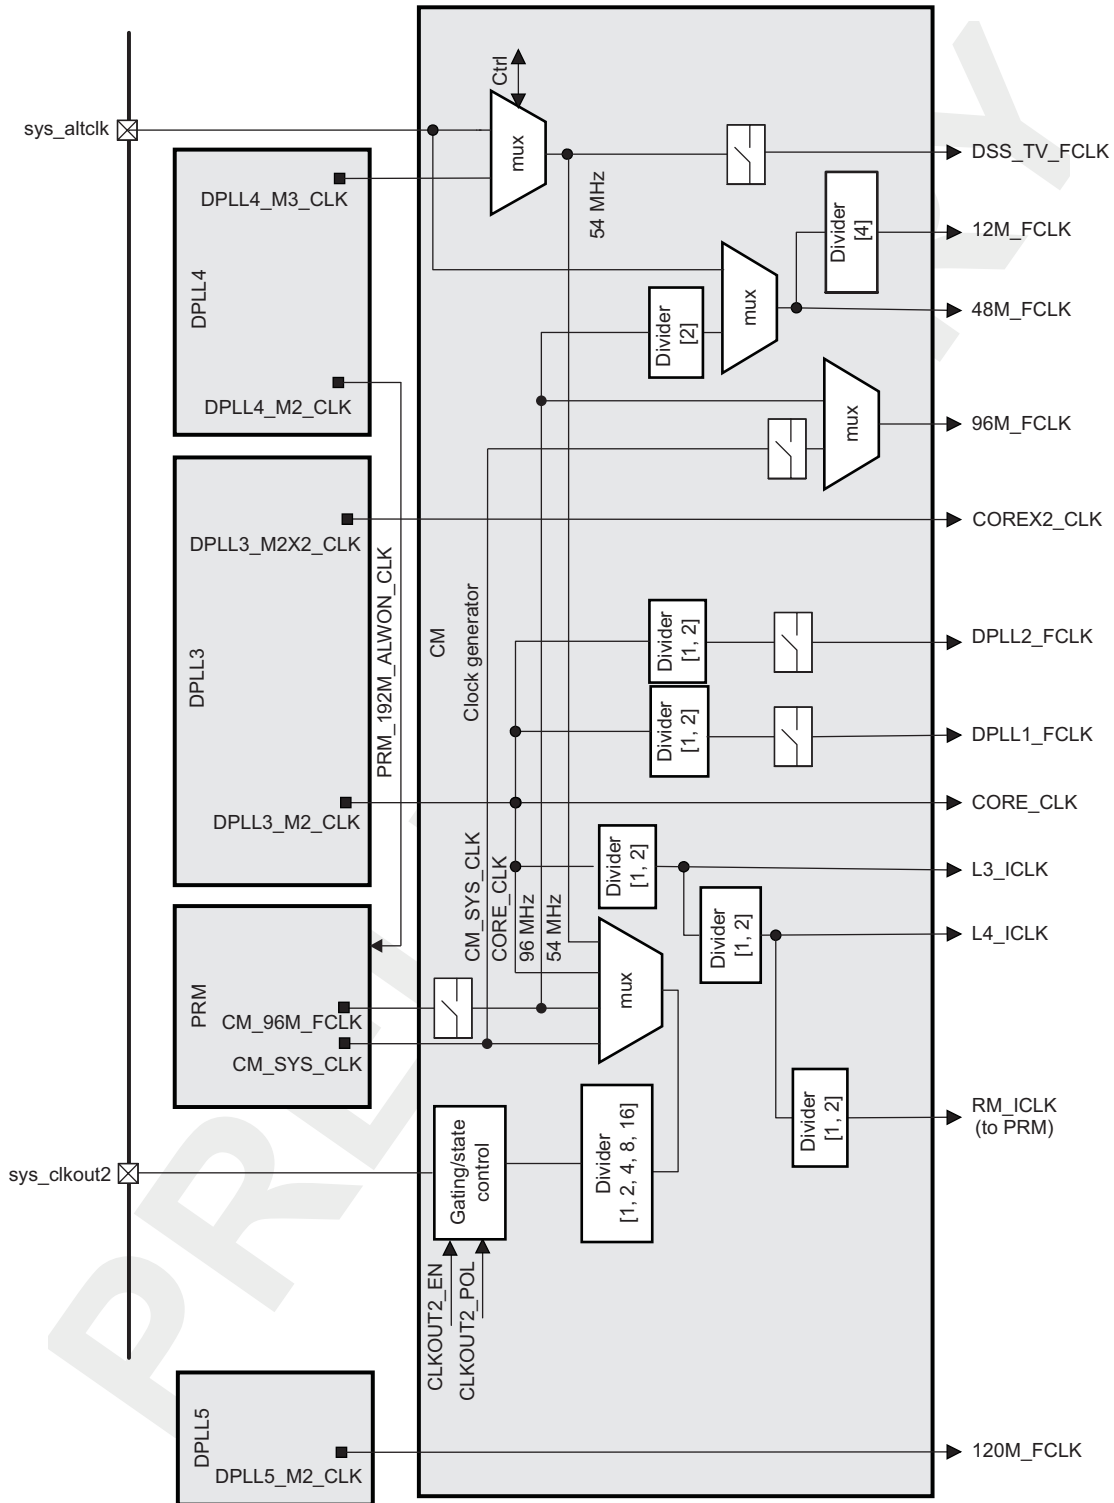 Ctrl
sys_altclk
mux
DSS_TV_FCLK
DPLL4_M3_CLK
54 MHz
Divider
[4]
12M_FCLK
DPLL4
mux
48M_FCLK
Divider
[2]
DPLL4_M2_CLK
mux
96M_FCLK
COREX2_CLK
DPLL3_M2X2_CLK
PRM_192M_ALWON_CLK
CM
Clock generator
DPLL3
Divider
[1, 2]
DPLL2_FCLK
Divider
[1, 2]
DPLL1_FCLK
DPLL3_M2_CLK
CORE_CLK
CM_SYS_CLK
CORE_CLK
96 MHz
54 MHz
Divider
[1, 2]
L3_ICLK
Divider
[1, 2]
L4_ICLK
mux
PRM
CM_96M_FCLK
CM_SYS_CLK
Divider
[1, 2]
RM_ICLK
(to PRM)
sys_clkout2
Gating/state
control
Divider
[1, 2, 4, 8, 16]
CLKOUT2_EN
CLKOUT2_POL
DPLL5
DPLL5_M2_CLK
120M_FCLK